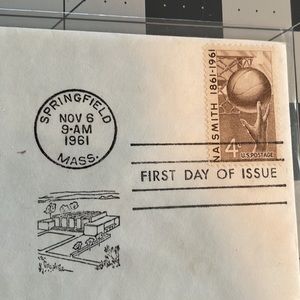 SPRINGFIELD
NOV 6
9-AM
1961
MASS.
NAISMITH 1861-1961
4¢
U.S. POSTAGE
FIRST DAY OF ISSUE